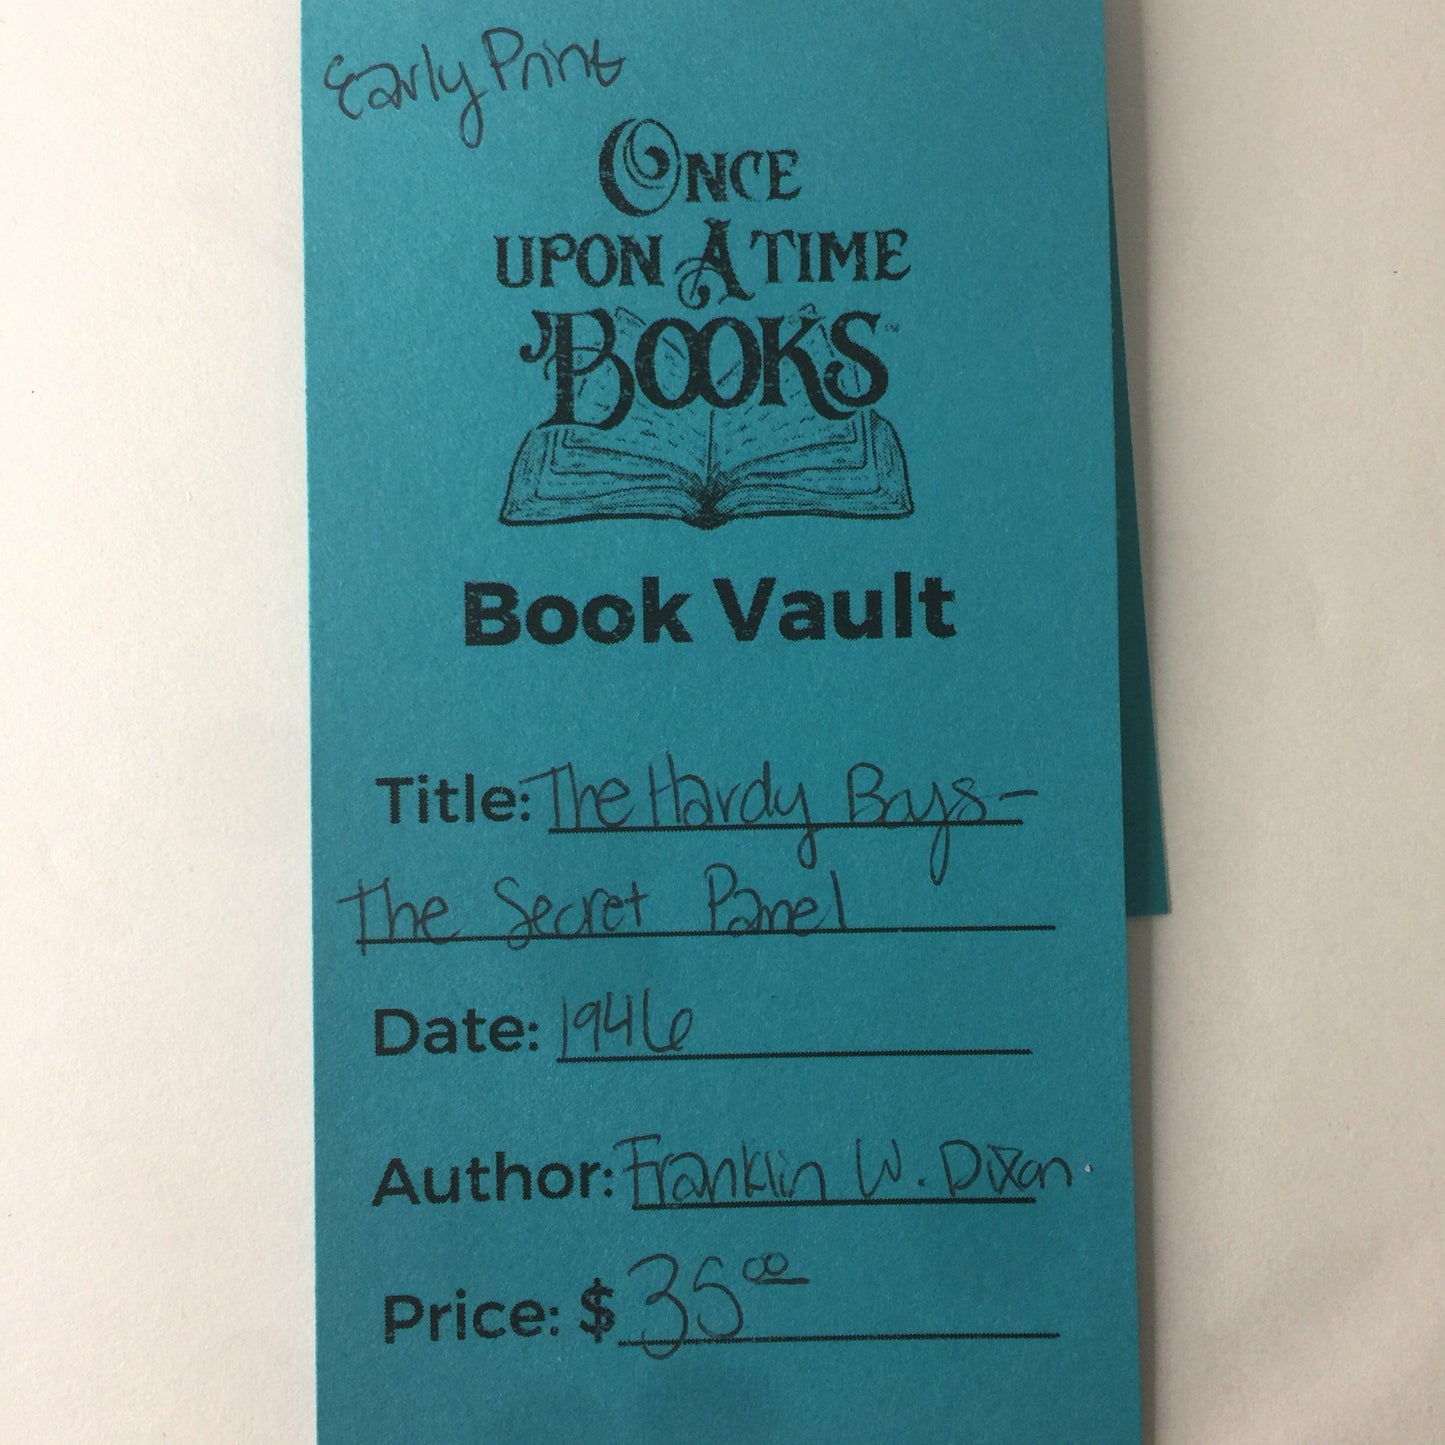 Early Print
ONCE
UPON A TIME
BOOKS™
Book Vault
Title: The Hardy Boys-
The Secret Panel
Date: 1946
Author: Franklin W. Dixon
Price: $ 35 00